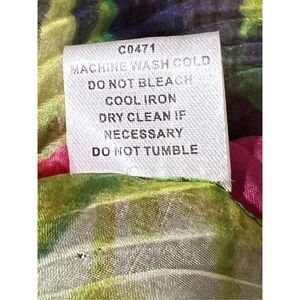 C0471
MACHINE WASH COLD
DO NOT BLEACH
COOL IRON
DRY CLEAN IF
NECESSARY
DO NOT TUMBLE